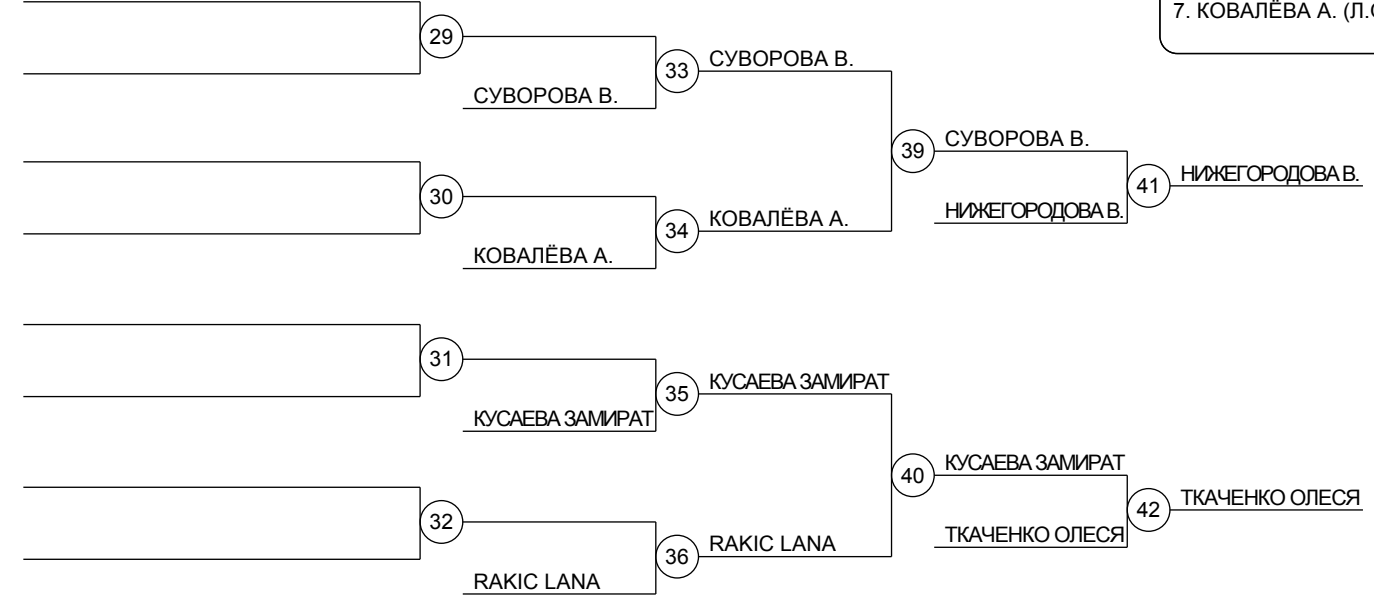 7. КОВАЛЁВА А.
29
СУВОРОВА В.
33
СУВОРОВА В.
39
СУВОРОВА В.
НИЖЕГОРОДОВА В.
41
НИЖЕГОРОДОВА В.
30
КОВАЛЁВА А.
34
КОВАЛЁВА А.
31
КУСАЕВА ЗАМИРАТ
35
КУСАЕВА ЗАМИРАТ
40
КУСАЕВА ЗАМИРАТ
ТКАЧЕНКО ОЛЕСЯ
42
ТКАЧЕНКО ОЛЕСЯ
32
RAKIC LANA
36
RAKIC LANA